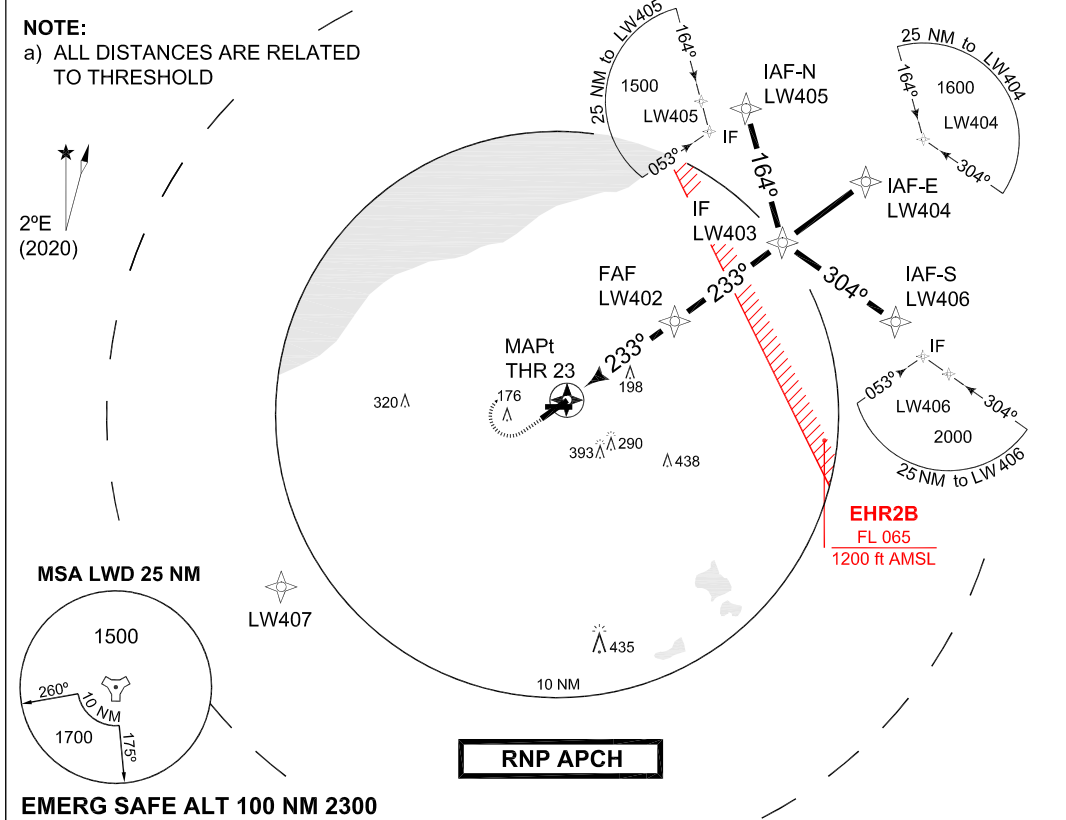 NOTE:
a) ALL DISTANCES ARE RELATED
TO THRESHOLD
2ºE
(2020)
25 NM to LW405
164º
1500
LW405
IF
053º
IAF-N
LW405
25 NM to LW404
164º
1600
LW404
304º
164º
IAF-E
LW404
IF
LW403
233º
304º
IAF-S
LW406
FAF
LW402
233º
MAPt
THR 23
198
176
320
393
290
438
IF
053º
304º
LW406
2000
25 NM to LW 406
EHR2B
FL 065
1200 ft AMSL
MSA LWD 25 NM
1500
260º
10 NM
1700
175º
LW407
435
10 NM
RNP APCH
EMERG SAFE ALT 100 NM 2300